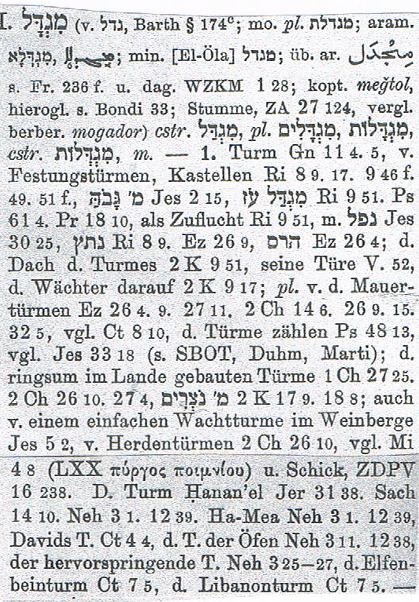 I. מִגְדָּל (v. גדל, Barth § 174ᶜ; mo. pl. מגדלת; aram.
מִגְדְּלָא; min. [El-Öla] מגדל; üb. ar.
s. Fr. 236 f. u. dag. WZKM 1 28; kopt. meğtol,
hierogl. s. Bondi 33; Stumme, ZA 27 124, vergl.
berber. mogador) cstr. מִגְדַּל, pl. מִגְדָּלִים, מִגְדָּלוֹת,
cstr. מִגְדְּלוֹת, m. — 1. Turm Gn 11 4. 5, v.
Festungstürmen, Kastellen Ri 8 9. 17. 9 46 f.
49. 51 f., מ׳ גָּבֹהַּ Jes 2 15, מִגְדַּל עֹז Ri 9 51. Ps
61 4. Pr 18 10, als Zuflucht Ri 9 51, m. נפל Jes
30 25, נתץ Ri 8 9. Ez 26 9, הרס Ez 26 4; d.
Dach d. Turmes 2 K 9 51, seine Türe V. 52,
d. Wächter darauf 2 K 9 17; pl. v. d. Mauer-
türmen Ez 26 4. 9. 27 11. 2 Ch 14 6. 26 9. 15.
32 5, vgl. Ct 8 10, d. Türme zählen Ps 48 13,
vgl. Jes 33 18 (s. SBOT, Duhm, Marti); d.
ringsum im Lande gebauten Türme 1 Ch 27 25.
2 Ch 26 10. 27 4, מ׳ נֹצְרִים 2 K 17 9. 18 8; auch
v. einem einfachen Wachtturme im Weinberge
Jes 5 2, v. Herdentürmen 2 Ch 26 10, vgl. Mi
4 8 (LXX πύργος ποιμνίου) u. Schick, ZDPV
16 238. D. Turm Ḥanan'el Jer 31 38. Sach
14 10. Neh 3 1. 12 39. Ha-Mea Neh 3 1. 12 39,
Davids T. Ct 4 4, d. T. der Öfen Neh 3 11. 12 38,
der hervorspringende T. Neh 3 25–27, d. Elfen-
beinturm Ct 7 5, d. Libanonturm Ct 7 5. —